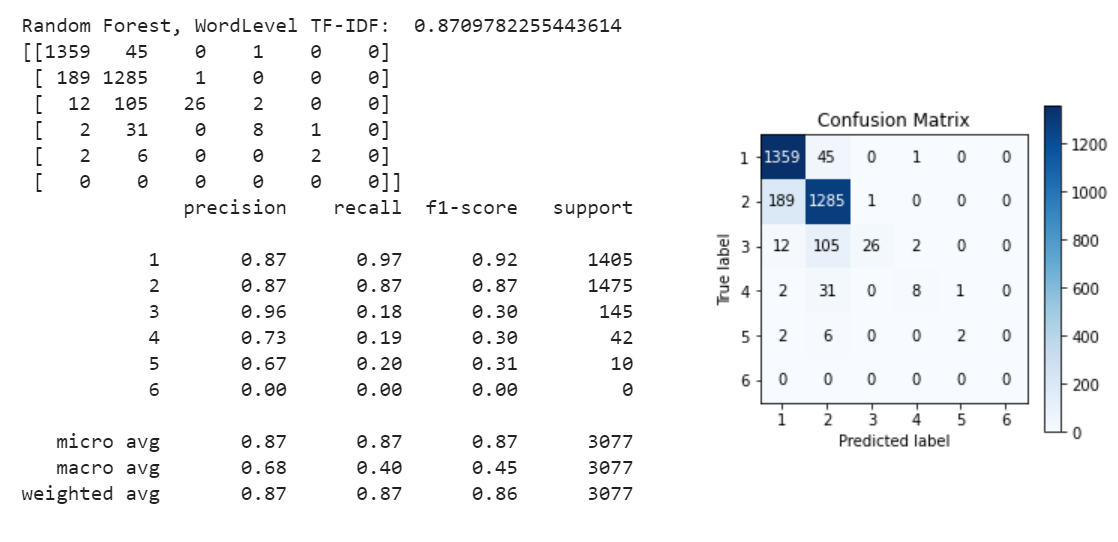 Random Forest, WordLevel TF-IDF:  0.8709782255443614
[[1359   45    0    1    0    0]
 [ 189 1285    1    0    0    0]
 [  12  105   26    2    0    0]
 [   2   31    0    8    1    0]
 [   2    6    0    0    2    0]
 [   0    0    0    0    0    0]]
              precision    recall  f1-score   support
           1       0.87      0.97      0.92      1405
           2       0.87      0.87      0.87      1475
           3       0.96      0.18      0.30       145
           4       0.73      0.19      0.30        42
           5       0.67      0.20      0.31        10
           6       0.00      0.00      0.00         0
   micro avg       0.87      0.87      0.87      3077
   macro avg       0.68      0.40      0.45      3077
weighted avg       0.87      0.87      0.86      3077
Confusion Matrix
True label
1 1359 45 0 1 0 0
2 189 1285 1 0 0 0
3 12 105 26 2 0 0
4 2 31 0 8 1 0
5 2 6 0 0 2 0
6 0 0 0 0 0 0
1 2 3 4 5 6
Predicted label
1200
1000
800
600
400
200
0